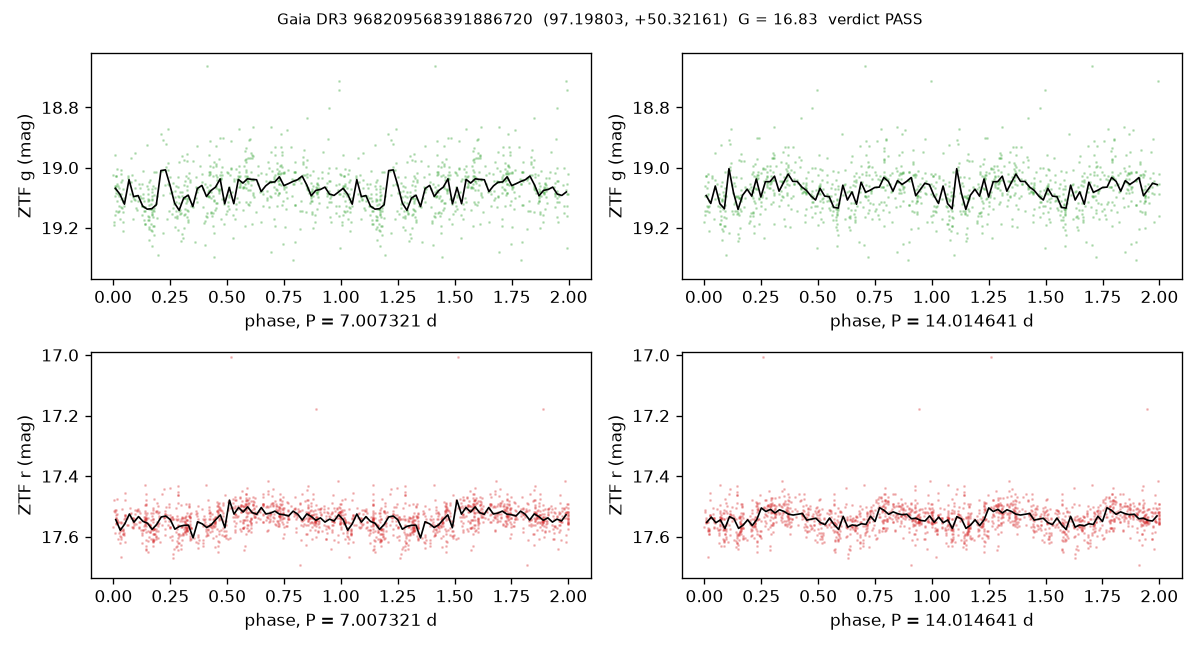 Gaia DR3 968209568391886720 (97.19803, +50.32161) G = 16.83 verdict PASS
ZTF g (mag)
18.8
19.0
19.2
0.00 0.25 0.50 0.75 1.00 1.25 1.50 1.75 2.00
phase, P = 7.007321 d
ZTF g (mag)
18.8
19.0
19.2
0.00 0.25 0.50 0.75 1.00 1.25 1.50 1.75 2.00
phase, P = 14.014641 d
ZTF r (mag)
17.0
17.2
17.4
17.6
0.00 0.25 0.50 0.75 1.00 1.25 1.50 1.75 2.00
phase, P = 7.007321 d
ZTF r (mag)
17.0
17.2
17.4
17.6
0.00 0.25 0.50 0.75 1.00 1.25 1.50 1.75 2.00
phase, P = 14.014641 d